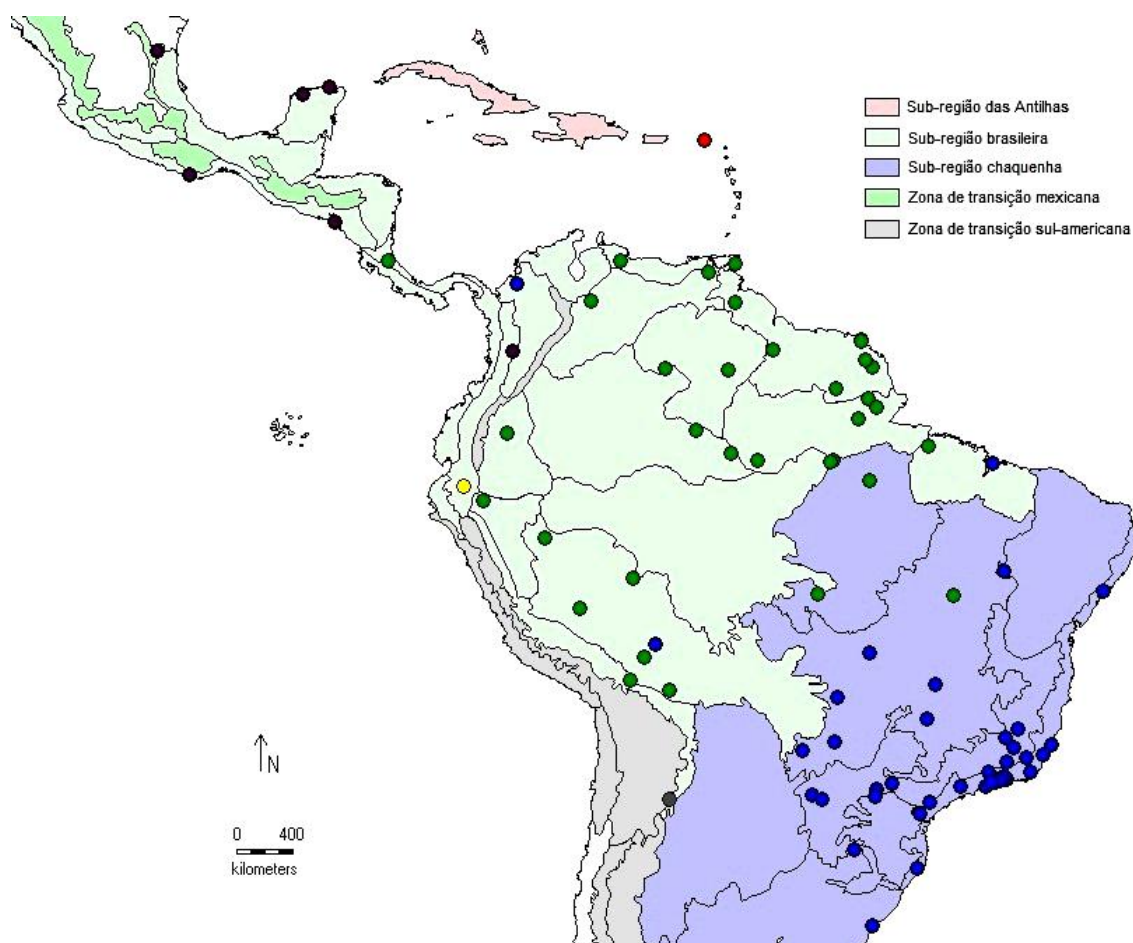 Sub-região das Antilhas
Sub-região brasileira
Sub-região chaquenha
Zona de transição mexicana
Zona de transição sul-americana
N
0 400
kilometers